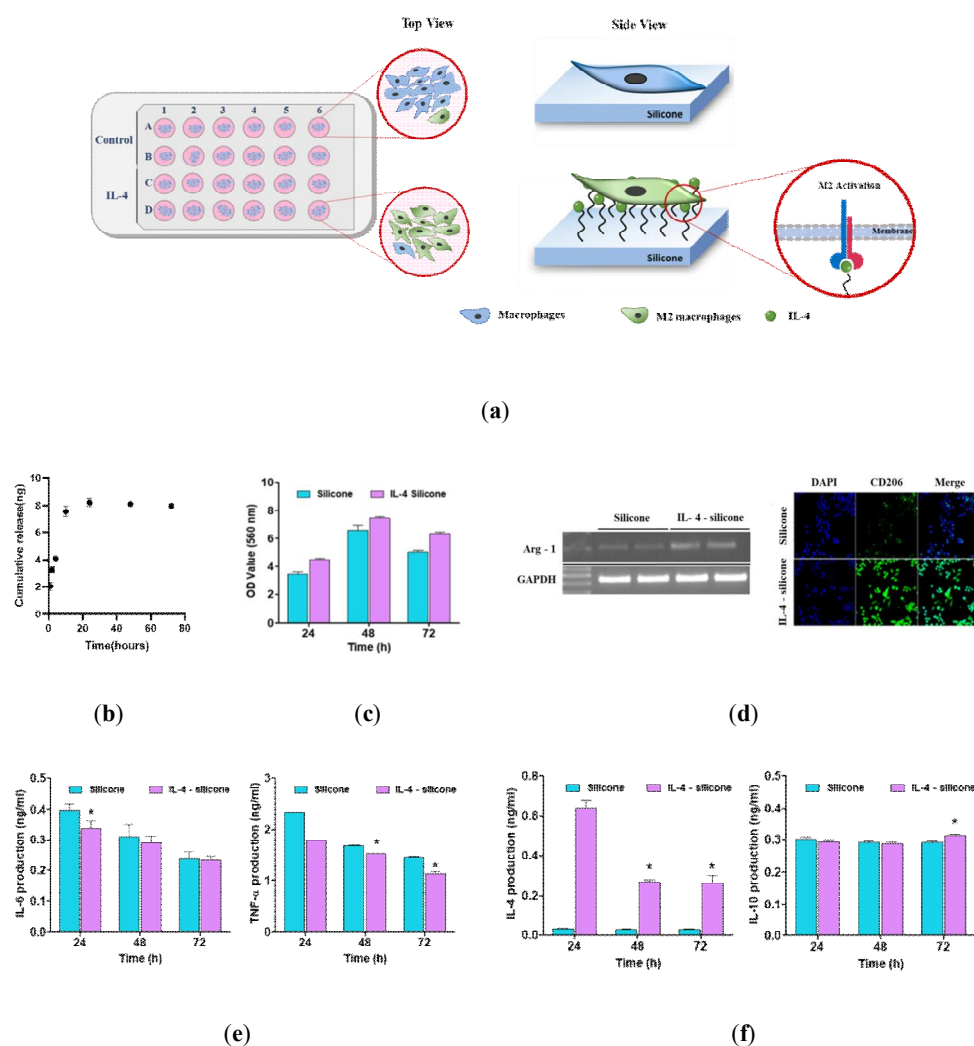 Top View
Side View
1 2 3 4 5 6
Control
A
B
IL-4
C
D
Silicone
Silicone
M2 Activation
Membrane
Macrophages
M2 macrophages
IL-4
(a)
Cumulative release(ng)
10
8
6
4
2
0
0 20 40 60 80
Time(hours)
(b)
Silicone
IL-4 Silicone
OD Value (560 nm)
10
8
6
4
2
0
24 48 72
Time (h)
(c)
Silicone
IL- 4 - silicone
Arg - 1
GAPDH
DAPI CD206 Merge
Silicone
IL-4 - silicone
(d)
Silicone
IL-4 - silicone
IL-6 production (ng/ml)
0.5
0.4
0.3
0.2
0.1
0.0
*
24 48 72
Time (h)
Silicone
IL-4 - silicone
TNF-α production (ng/ml)
3
2
1
0
* *
24 48 72
Time (h)
(e)
Silicone
IL-4 - silicone
IL-4 production (ng/ml)
0.8
0.6
0.4
0.2
0.0
* *
24 48 72
Time (h)
Silicone
IL-4 - silicone
IL-10 production (ng/ml)
0.5
0.4
0.3
0.2
0.1
0.0
*
24 48 72
Time (h)
(f)